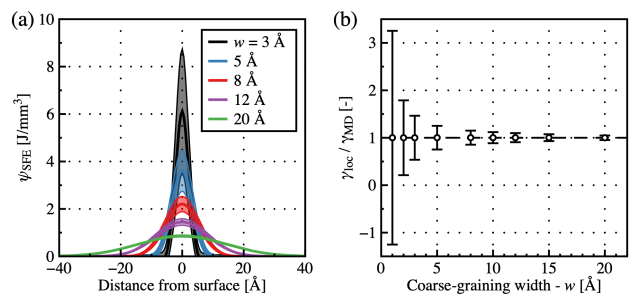 (a)
10
8
6
4
2
0
ψSFE [J/mm³]
w = 3 Å
5 Å
8 Å
12 Å
20 Å
−40 −20 0 20 40
Distance from surface [Å]
(b)
3
2
1
0
−1
γloc / γMD [-]
0 5 10 15 20
Coarse-graining width - w [Å]